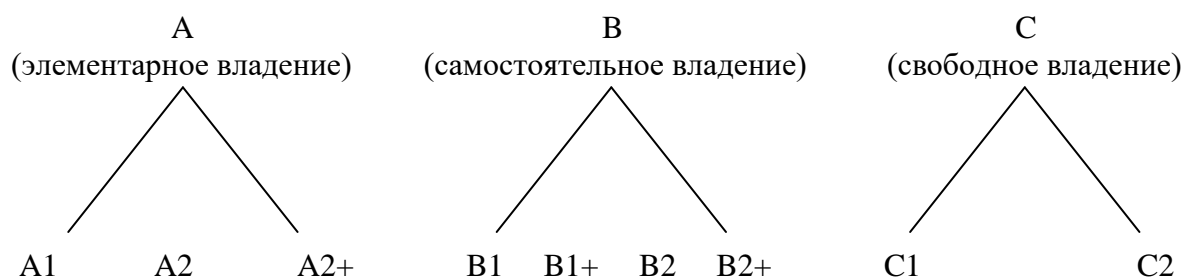 A B C
(элементарное владение) (самостоятельное владение) (свободное владение)
A1 A2 A2+ B1 B1+ B2 B2+ C1 C2